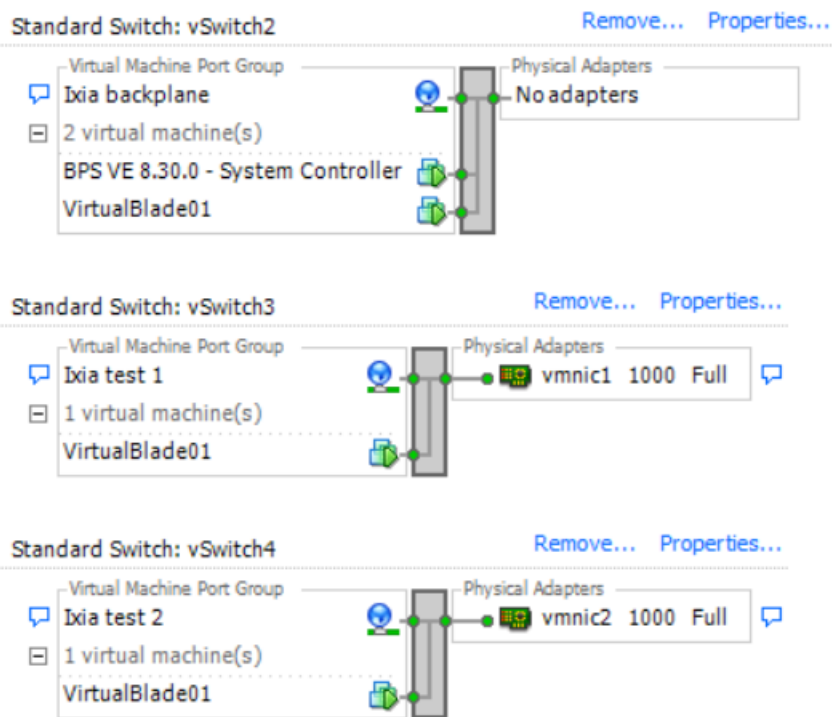 Standard Switch: vSwitch2 Remove... Properties...
Virtual Machine Port Group Physical Adapters
Ixia backplane No adapters
2 virtual machine(s)
BPS VE 8.30.0 - System Controller
VirtualBlade01
Standard Switch: vSwitch3 Remove... Properties...
Virtual Machine Port Group Physical Adapters
Ixia test 1 vmnic1 1000 Full
1 virtual machine(s)
VirtualBlade01
Standard Switch: vSwitch4 Remove... Properties...
Virtual Machine Port Group Physical Adapters
Ixia test 2 vmnic2 1000 Full
1 virtual machine(s)
VirtualBlade01